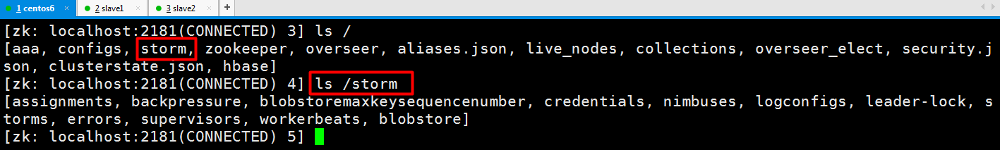 1 centos6 × 2 slave1 × 3 slave2 × +
[zk: localhost:2181(CONNECTED) 3] ls /
[aaa, configs, storm, zookeeper, overseer, aliases.json, live_nodes, collections, overseer_elect, security.j
son, clusterstate.json, hbase]
[zk: localhost:2181(CONNECTED) 4] ls /storm
[assignments, backpressure, blobstoremaxkeysequencenumber, credentials, nimbuses, logconfigs, leader-lock, s
torms, errors, supervisors, workerbeats, blobstore]
[zk: localhost:2181(CONNECTED) 5]